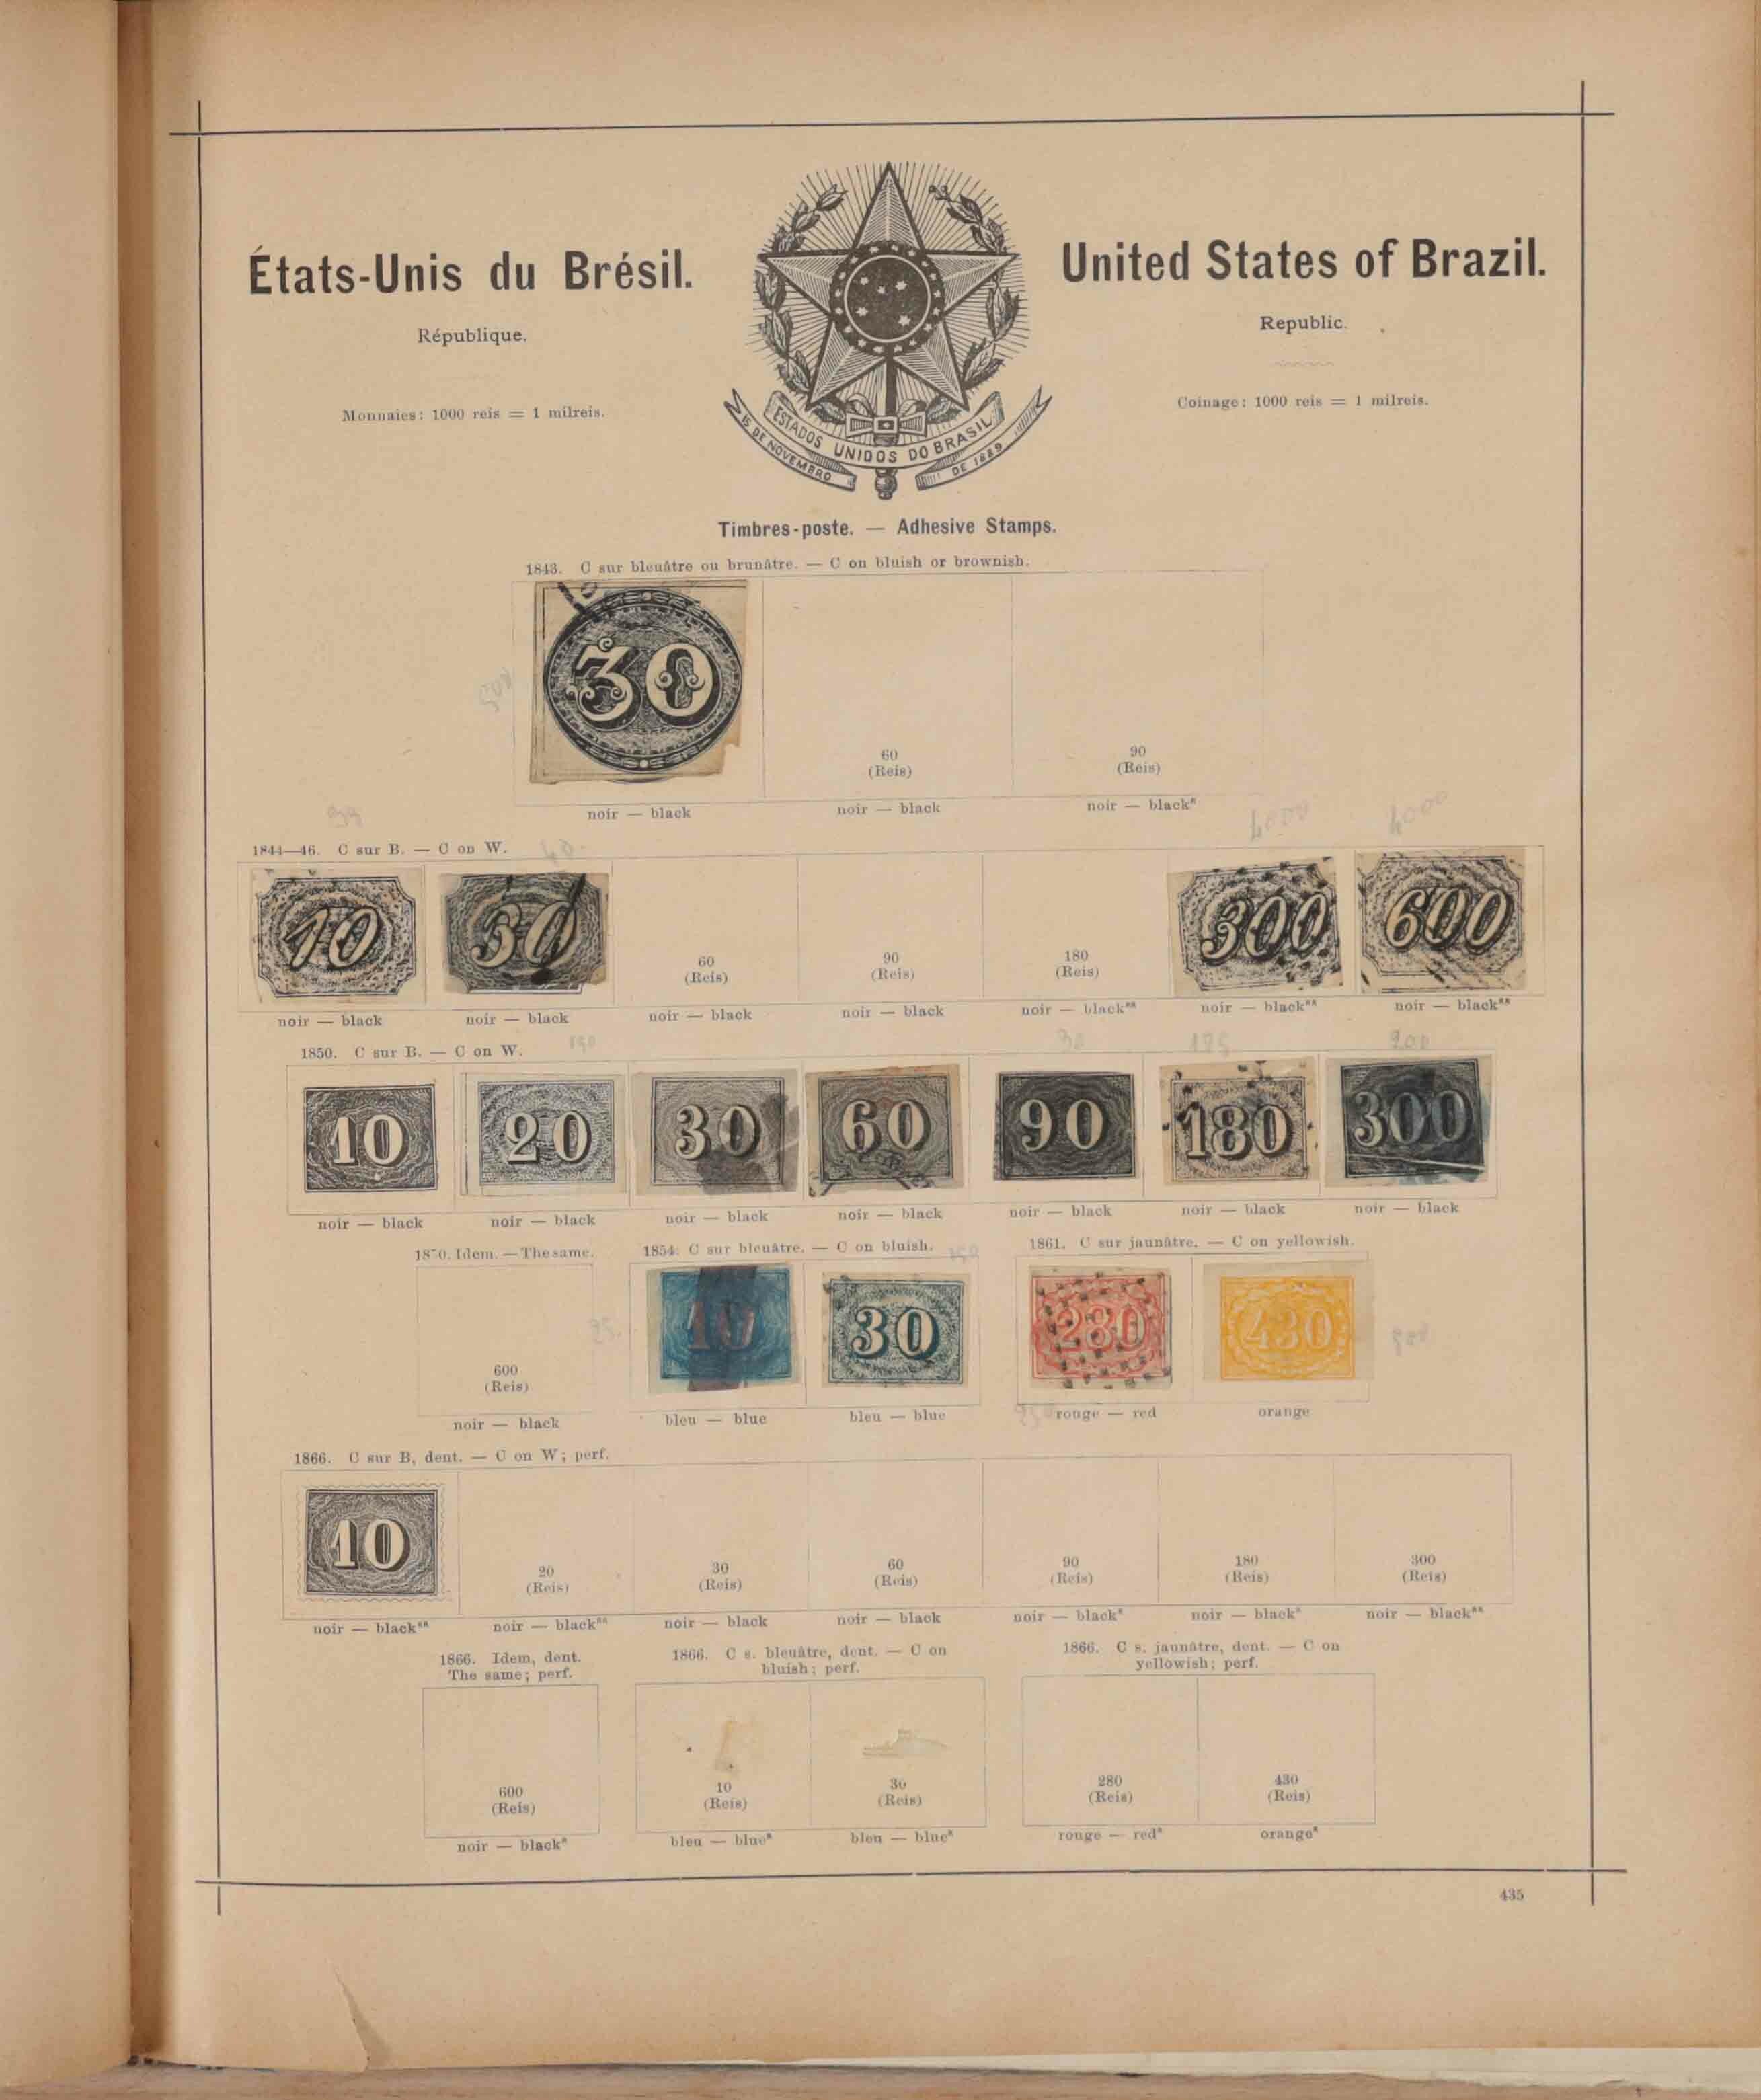 États-Unis du Brésil.
République.
Monnaies: 1000 reis = 1 milreis.
United States of Brazil.
Republic.
Coinage: 1000 reis = 1 milreis.
ESTADOS UNIDOS DO BRASIL
15 DE NOVEMBRO DE 1889
Timbres-poste. — Adhesive Stamps.
1843. C sur bleuâtre ou brunâtre. — C on bluish or brownish.
500
30
60 90
(Reis) (Reis)
noir — black noir — black noir — black*
4000 4000
1844—46. C sur B. — C on W. 40
10 30 300 600
60 90 180
(Reis) (Reis) (Reis)
noir — black noir — black noir — black noir — black noir — black** noir — black** noir — black**
1850. C sur B. — C on W. 30 200
10 20 30 60 90 180 300
noir — black noir — black noir — black noir — black noir — black noir — black noir — black
1850. Idem. — The same. 1854. C sur bleuâtre. — C on bluish. 1861. C sur jaunâtre. — C on yellowish.
10 30 280 430
600
(Reis)
noir — black bleu — blue bleu — blue rouge — red orange
1866. C sur B, dent. — C on W; perf.
10
20 30 60 90 180 300
(Reis) (Reis) (Reis) (Reis) (Reis) (Reis)
noir — black** noir — black** noir — black noir — black noir — black* noir — black* noir — black**
1866. Idem, dent. 1866. C s. bleuâtre, dent. — C on 1866. C s. jaunâtre, dent. — C on
The same; perf. bluish; perf. yellowish; perf.
600 10 30 280 430
(Reis) (Reis) (Reis) (Reis) (Reis)
noir — black* bleu — blue* bleu — blue* rouge — red* orange*
435